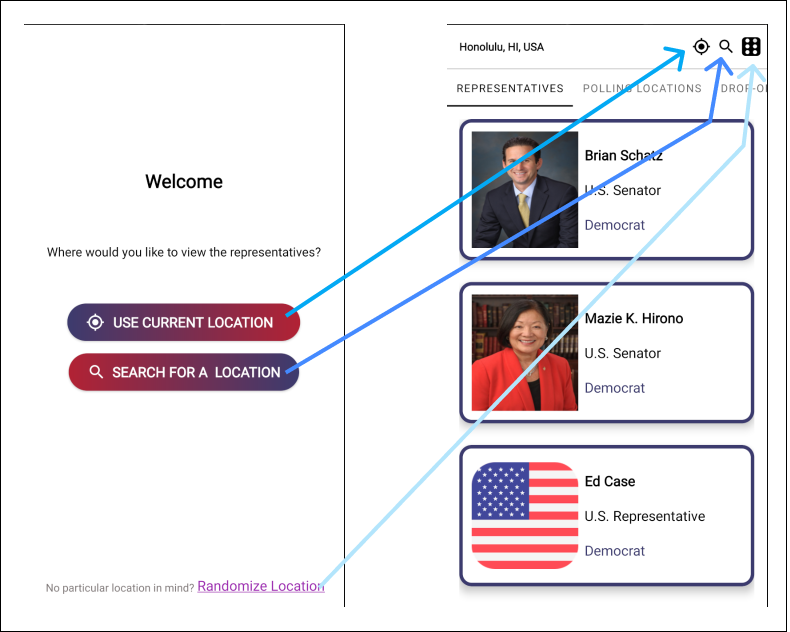 Welcome
Where would you like to view the representatives?
USE CURRENT LOCATION
SEARCH FOR A LOCATION
No particular location in mind? Randomize Location
Honolulu, HI, USA
REPRESENTATIVES POLLING LOCATIONS DROP-O
Brian Schatz
U.S. Senator
Democrat
Mazie K. Hirono
U.S. Senator
Democrat
Ed Case
U.S. Representative
Democrat